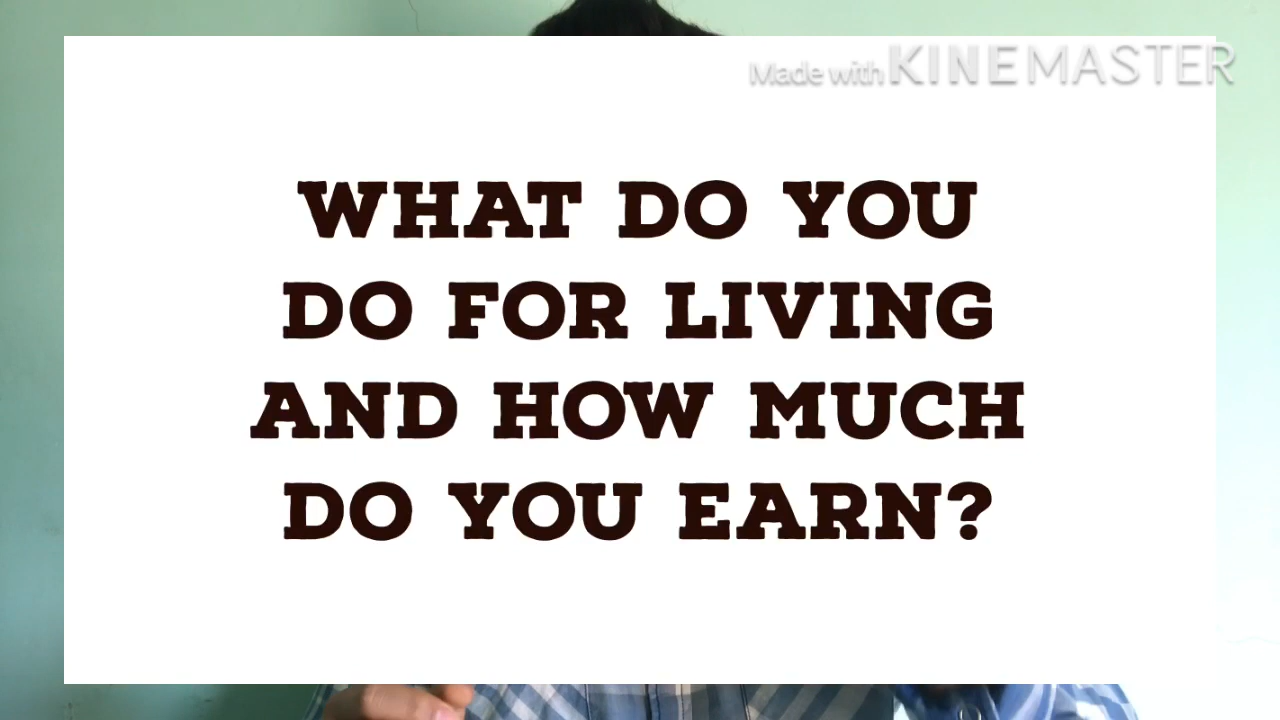 Made with KINEMASTER
WHAT DO YOU
DO FOR LIVING
AND HOW MUCH
DO YOU EARN?